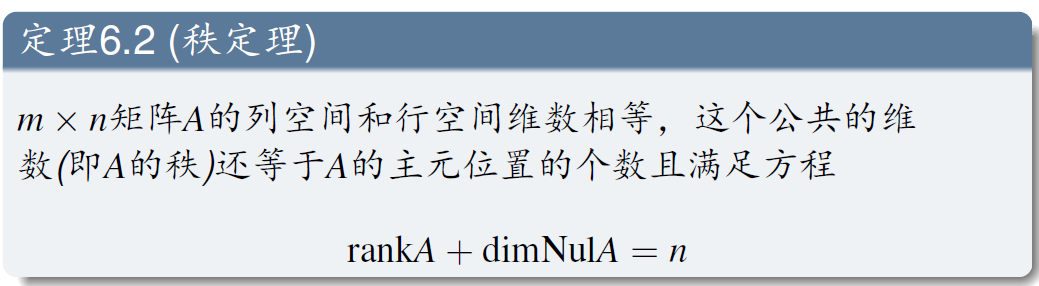 定理6.2 (秩定理)
m × n矩阵A的列空间和行空间维数相等，这个公共的维
数(即A的秩)还等于A的主元位置的个数且满足方程
rankA + dimNulA = n